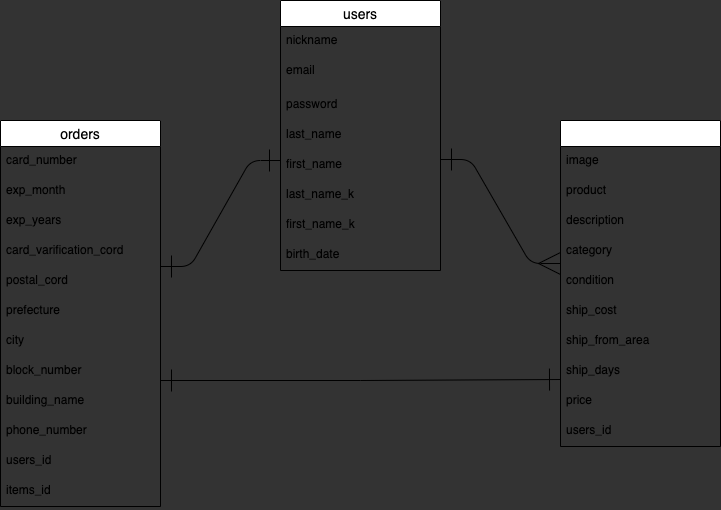 users
nickname
email
password
last_name
first_name
last_name_k
first_name_k
birth_date
orders
card_number
exp_month
exp_years
card_varification_cord
postal_cord
prefecture
city
block_number
building_name
phone_number
users_id
items_id
image
product
description
category
condition
ship_cost
ship_from_area
ship_days
price
users_id